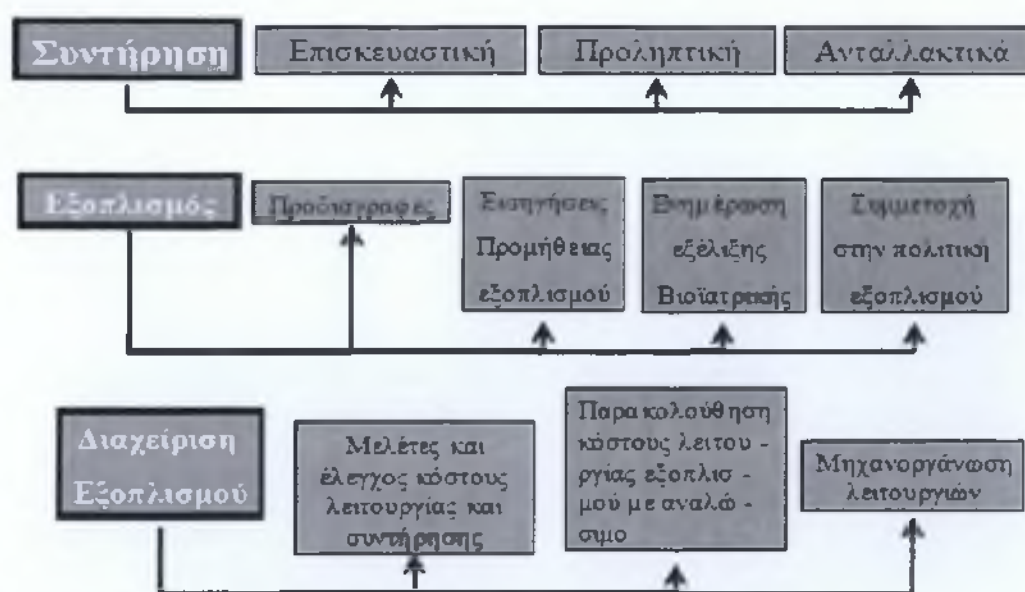 Συντήρηση
Επισκευαστική
Προληπτική
Ανταλλακτικά
Εξοπλισμός
Προδιαγραφές
Εισηγήσεις
Προμήθειας
εξοπλισμού
Ενημέρωση
εξέλιξης
Βιοϊατρικής
Συμμετοχή
στην πολιτική
εξοπλισμού
Διαχείριση
Εξοπλισμού
Μελέτες και
έλεγχος κόστους
λειτουργίας και
συντήρησης
Παρακολούθηση
κόστους λειτου -
ργίας εξοπλισ -
μού με αναλώ -
σιμο
Μηχανοργάνωση
λειτουργιών